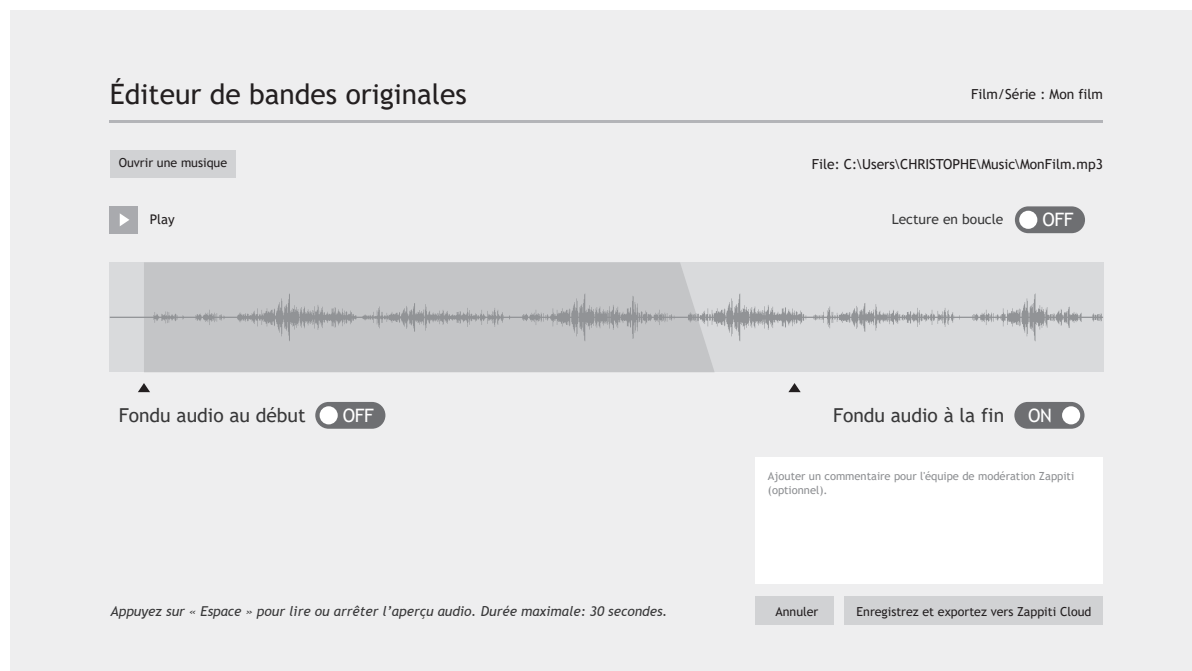 Éditeur de bandes originales
Film/Série : Mon film
Ouvrir une musique
File: C:\Users\CHRISTOPHE\Music\MonFilm.mp3
Play
Lecture en boucle OFF
Fondu audio au début OFF
Fondu audio à la fin ON
Ajouter un commentaire pour l'équipe de modération Zappiti
(optionnel).
Appuyez sur « Espace » pour lire ou arrêter l’aperçu audio. Durée maximale: 30 secondes.
Annuler
Enregistrez et exportez vers Zappiti Cloud